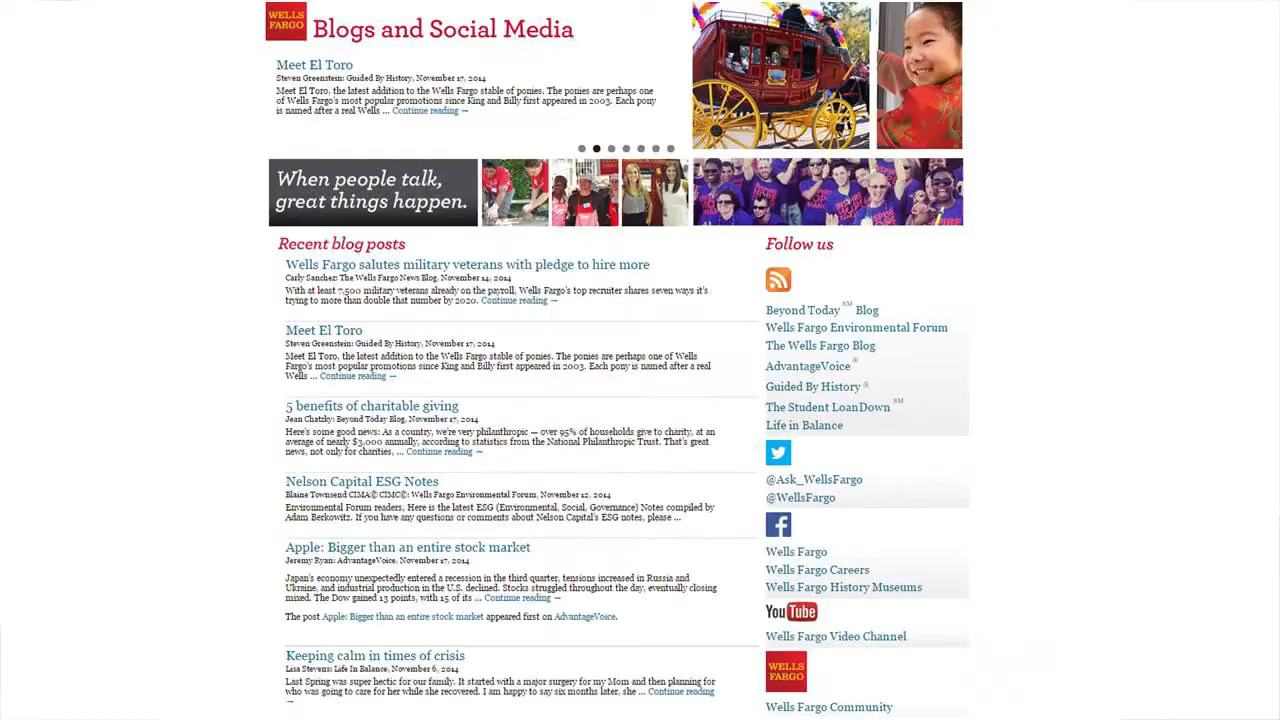 WELLS
FARGO
Blogs and Social Media
Meet El Toro
Steven Greenstein: Guided By History, November 17, 2014
Meet El Toro, the latest addition to the Wells Fargo stable of ponies. The ponies are perhaps one
of Wells Fargo's most popular promotions since King and Billy first appeared in 2003. Each pony
is named after a real Wells ... Continue reading →
WELLS FARGO & COMPANY
When people talk,
great things happen.
Recent blog posts
Wells Fargo salutes military veterans with pledge to hire more
Carly Sanchez: The Wells Fargo News Blog, November 14, 2014
With at least 7,500 military veterans already on the payroll, Wells Fargo's top recruiter shares seven ways it's
trying to more than double that number by 2020. Continue reading →
Meet El Toro
Steven Greenstein: Guided By History, November 17, 2014
Meet El Toro, the latest addition to the Wells Fargo stable of ponies. The ponies are perhaps one of Wells
Fargo's most popular promotions since King and Billy first appeared in 2003. Each pony is named after a real
Wells ... Continue reading →
5 benefits of charitable giving
Jean Chatzky: Beyond Today Blog, November 17, 2014
Here's some good news: As a country, we're very philanthropic — over 95% of households give to charity, at an
average of nearly $3,000 annually, according to statistics from the National Philanthropic Trust. That's great
news, not only for charities, ... Continue reading →
Nelson Capital ESG Notes
Blaine Townsend CIMA® CIMC®: Wells Fargo Environmental Forum, November 12, 2014
Environmental Forum readers, Here is the latest ESG (Environmental, Social, Governance) Notes compiled by
Adam Berkowitz. If you have any questions or comments about Nelson Capital's ESG notes, please ...
Apple: Bigger than an entire stock market
Jeremy Ryan: AdvantageVoice, November 17, 2014
Japan's economy unexpectedly entered a recession in the third quarter, tensions increased in Russia and
Ukraine, and industrial production in the U.S. declined. Stocks struggled throughout the day, eventually closing
mixed. The Dow gained 13 points, with 15 of its ... Continue reading →
The post Apple: Bigger than an entire stock market appeared first on AdvantageVoice.
Keeping calm in times of crisis
Lisa Stevens: Life In Balance, November 6, 2014
Last Spring was super hectic for our family. It started with a major surgery for my Mom and then planning for
who was going to care for her while she recovered. I am happy to say six months later, she ... Continue reading
→
Follow us
Beyond Today℠ Blog
Wells Fargo Environmental Forum
The Wells Fargo Blog
AdvantageVoice®
Guided By History®
The Student LoanDown℠
Life in Balance
@Ask_WellsFargo
@WellsFargo
Wells Fargo
Wells Fargo Careers
Wells Fargo History Museums
YouTube
Wells Fargo Video Channel
WELLS
FARGO
Wells Fargo Community